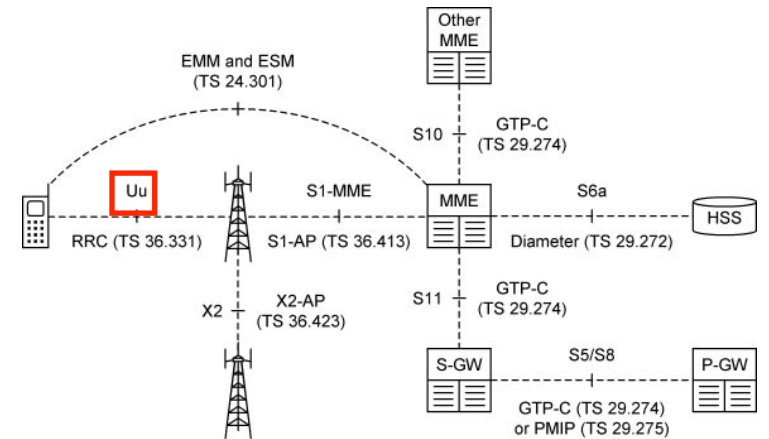 Other
MME
EMM and ESM
(TS 24.301)
S10
GTP-C
(TS 29.274)
Uu
S1-MME
MME
S6a
HSS
RRC (TS 36.331)
S1-AP (TS 36.413)
Diameter (TS 29.272)
X2
X2-AP
(TS 36.423)
S11
GTP-C
(TS 29.274)
S-GW
S5/S8
P-GW
GTP-C (TS 29.274)
or PMIP (TS 29.275)